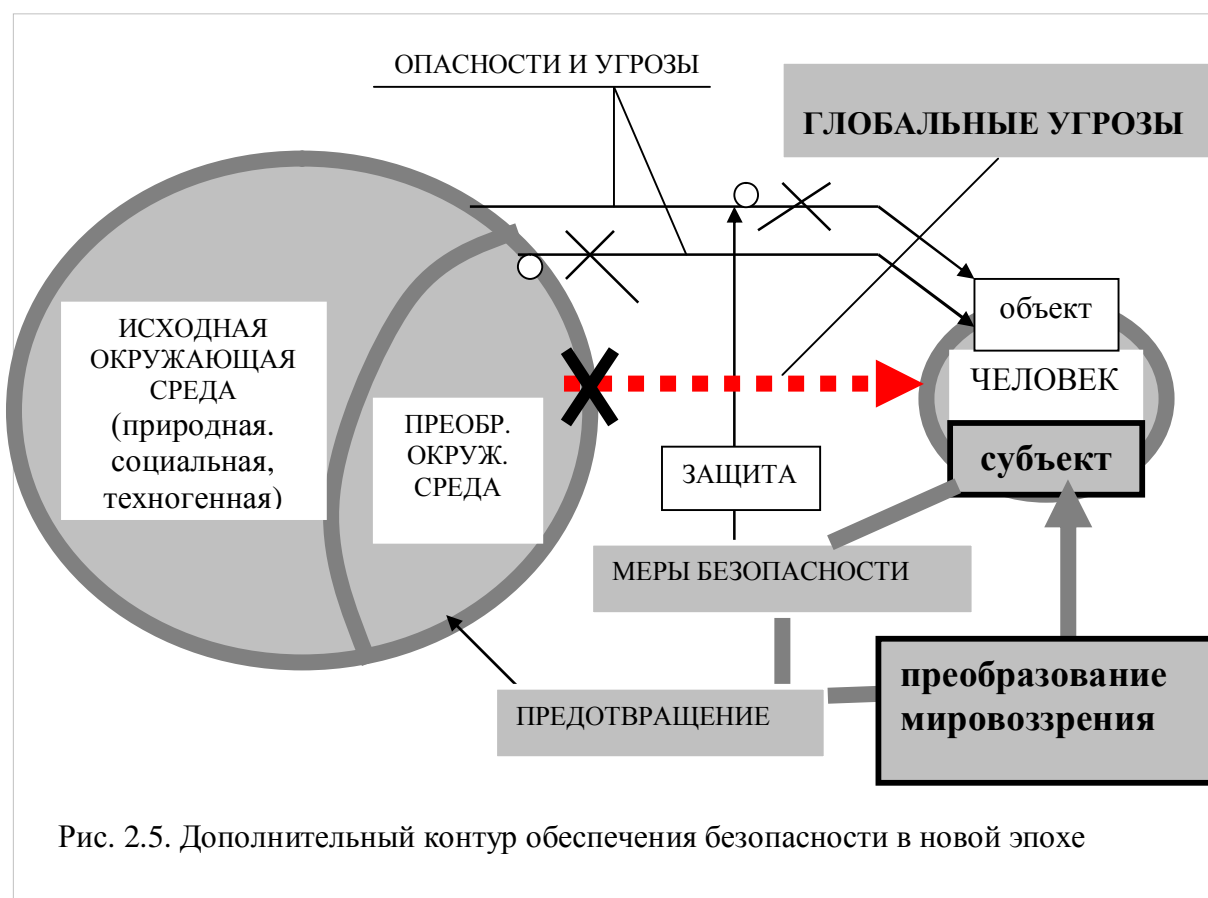 ОПАСНОСТИ И УГРОЗЫ
ГЛОБАЛЬНЫЕ УГРОЗЫ
ИСХОДНАЯ
ОКРУЖАЮЩАЯ
СРЕДА
(природная.
социальная,
техногенная)
ПРЕОБР.
ОКРУЖ.
СРЕДА
объект
ЧЕЛОВЕК
субъект
ЗАЩИТА
МЕРЫ БЕЗОПАСНОСТИ
ПРЕДОТВРАЩЕНИЕ
преобразование
мировоззрения
Рис. 2.5. Дополнительный контур обеспечения безопасности в новой эпохе